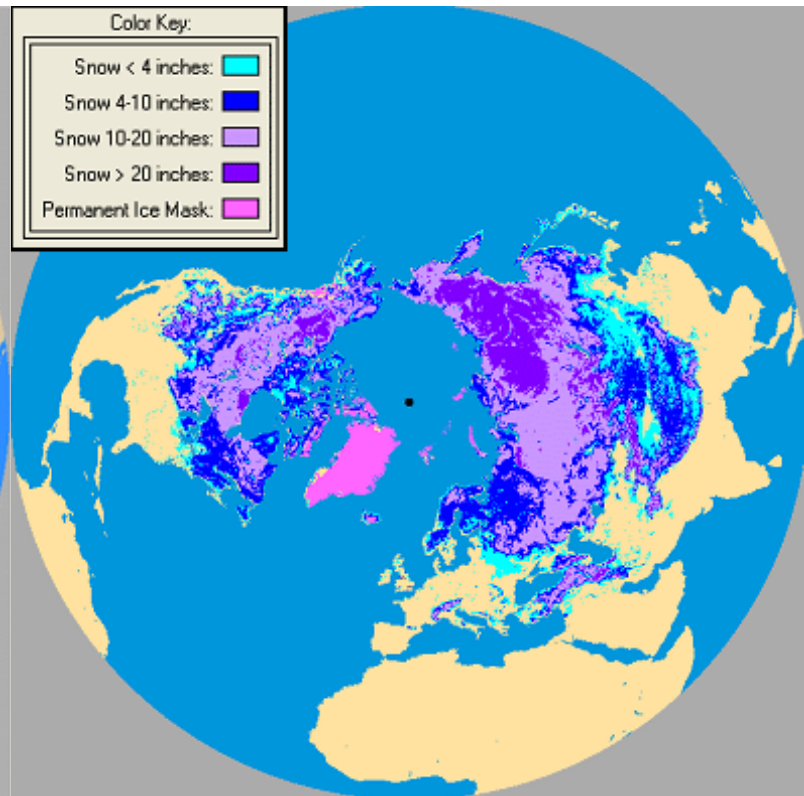 Color Key:
Snow < 4 inches:
Snow 4-10 inches:
Snow 10-20 inches:
Snow > 20 inches:
Permanent Ice Mask: